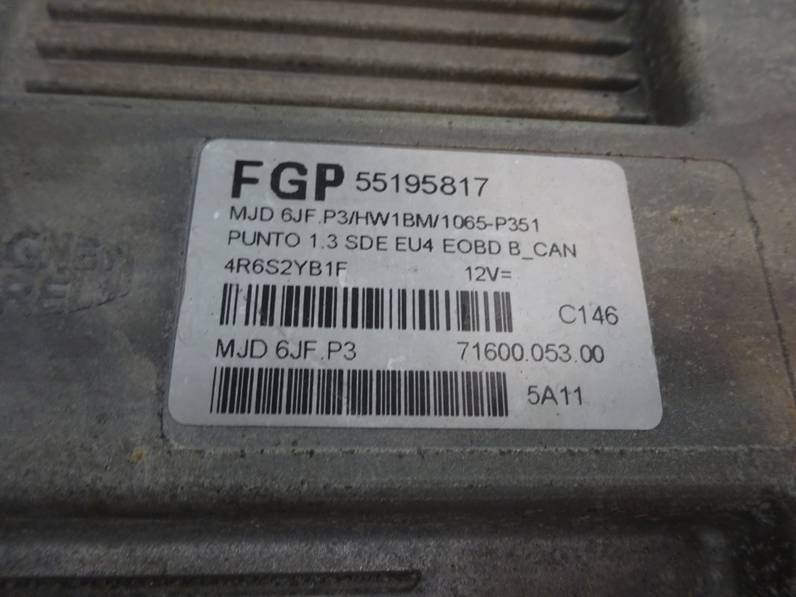 FGP 55195817
MJD 6JF.P3/HW1BM/1065-P351
PUNTO 1.3 SDE EU4 EOBD B_CAN
4R6S2YB1F 12V=
C146
MJD 6JF.P3 71600.053.00
5A11